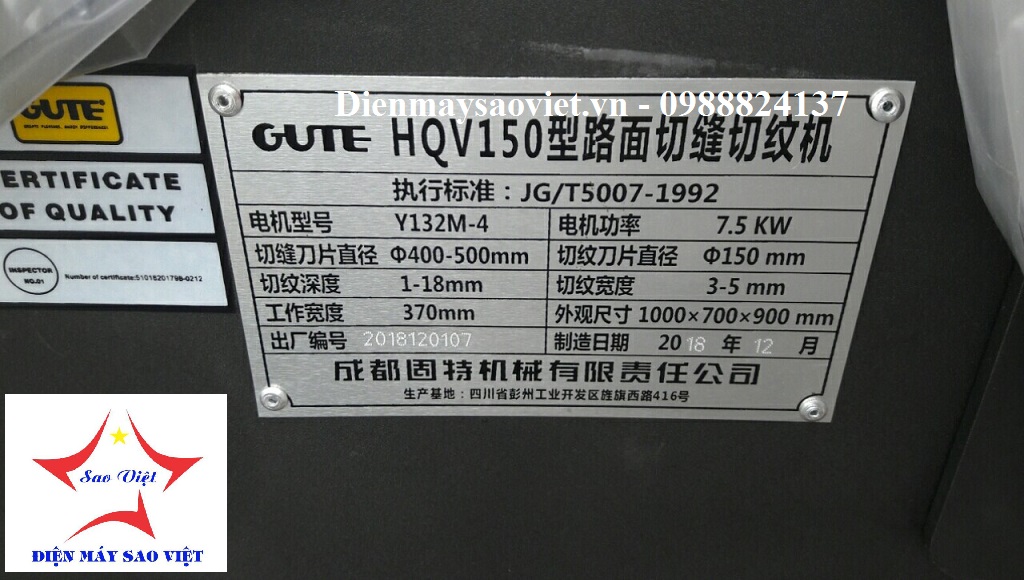 Dienmaysaoviet.vn - 0988824137
GUTE
CERTIFICATE
OF QUALITY
INSPECTOR
NO.01
Number of certificate:51018201798-0212
GUTE HQV150型路面切缝切纹机
执行标准：JG/T5007-1992
电机型号 Y132M-4 电机功率 7.5 KW
切缝刀片直径 Φ400-500mm 切纹刀片直径 Φ150 mm
切纹深度 1-18mm 切纹宽度 3-5 mm
工作宽度 370mm 外观尺寸 1000×700×900 mm
出厂编号 2018120107 制造日期 2018 年 12 月
成都固特机械有限责任公司
生产基地：四川省彭州工业开发区旌旗西路416号
Sao Việt
ĐIỆN MÁY SAO VIỆT